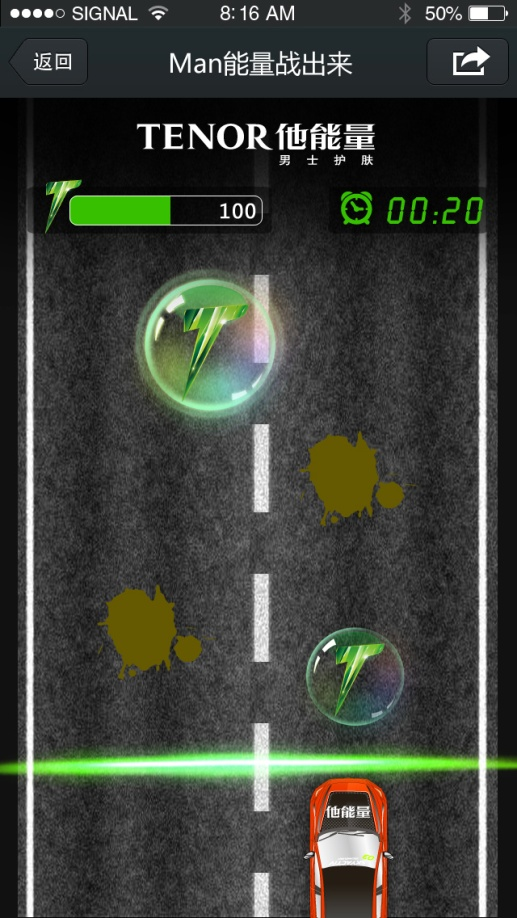 SIGNAL 8:16 AM 50%
返回 Man能量战出来
TENOR他能量
男士护肤
100 00:20
T
T
他能量